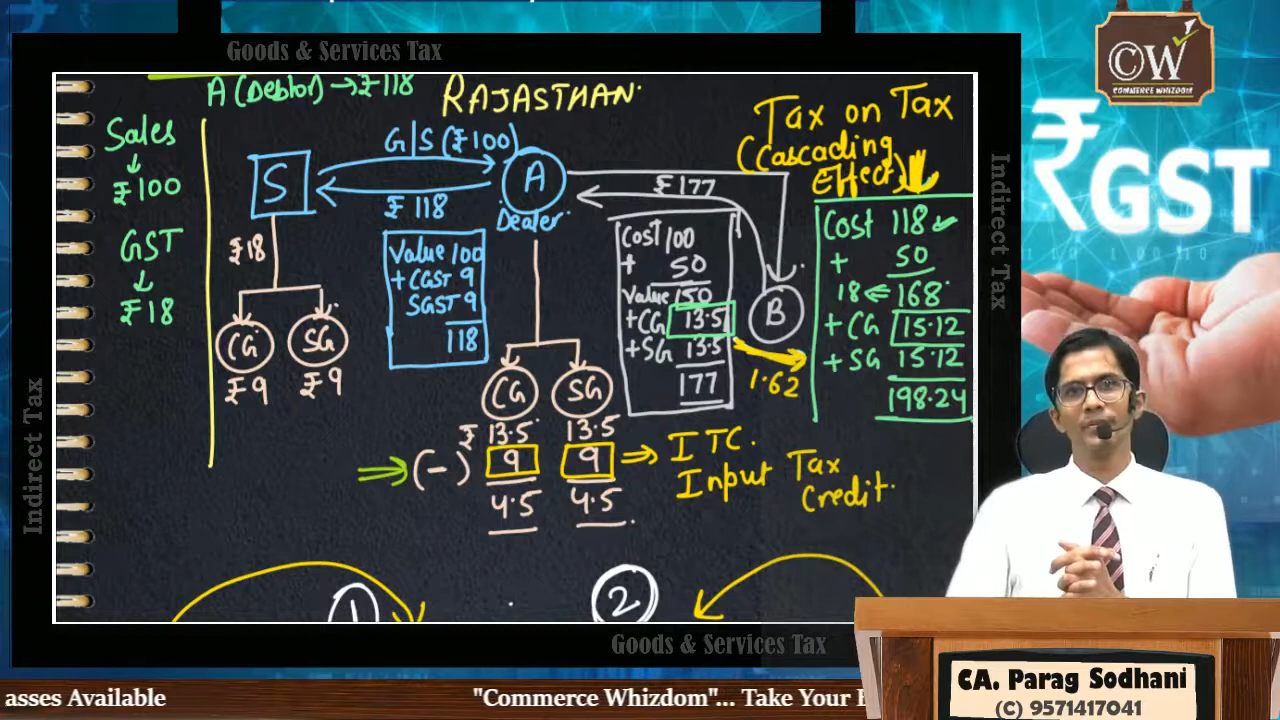 Goods & Services Tax
©W
COMMERCE WHIZDOM
₹GST
Indirect Tax
Indirect Tax
A (Debtor) → ₹118
RAJASTHAN
Sales
↓
₹100
GST
↓
₹18
S
G|S (₹100)
₹ 118
A
Dealer
₹18
CG
₹9
SG
₹9
Value 100
+ CGST 9
SGST 9
118
₹177
Cost 100
+ 50
Value 150
+CG 13.5
+SG 13.5
177
B
1.62
Tax on Tax
(Cascading
Effect)
Cost 118
+ 50
18 ← 168
+ CG 15.12
+ SG 15.12
198.24
CG
SG
₹ 13.5 13.5
⇒ (-) 9 9 ⇒ ITC.
4.5 4.5
Input Tax
Credit.
1
2
Goods & Services Tax
CA. Parag Sodhani
(C) 9571417041
asses Available
"Commerce Whizdom"... Take Your